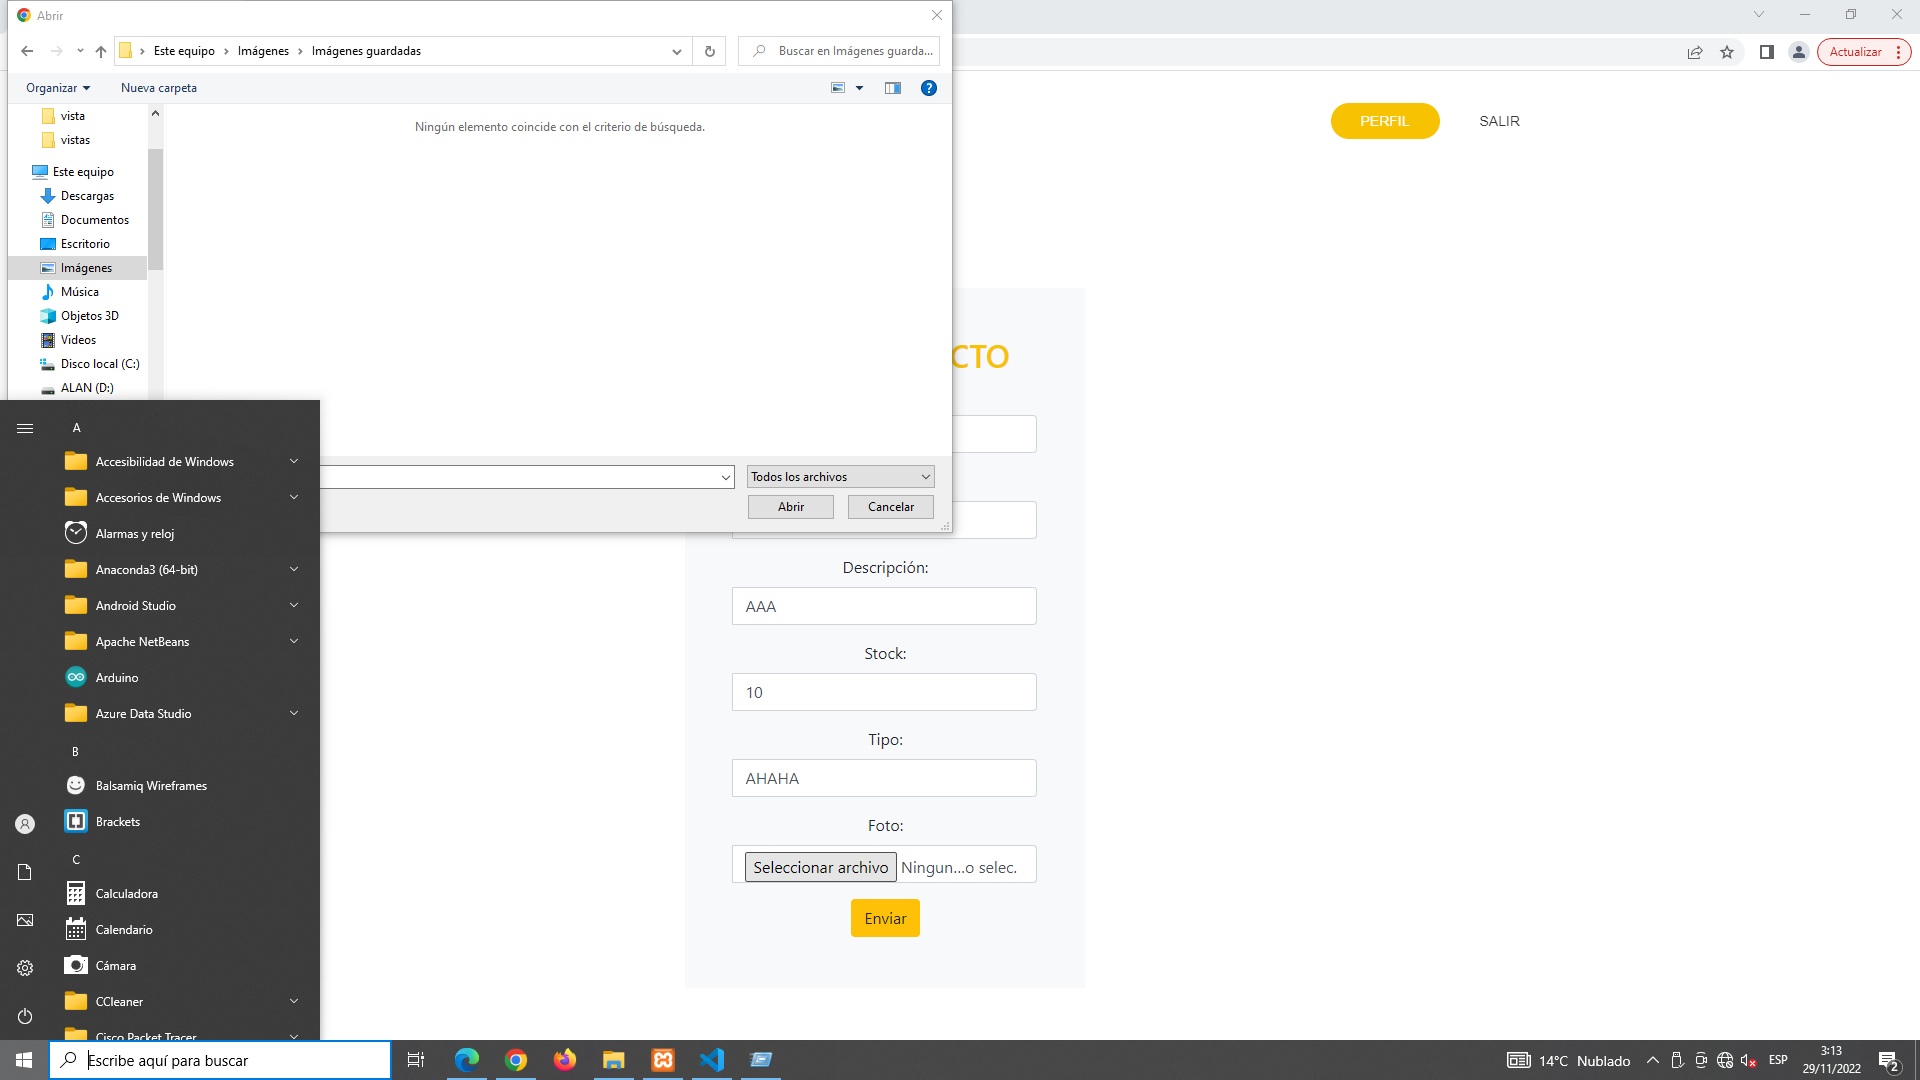 Abrir
Este equipo
Imágenes
Imágenes guardadas
Buscar en Imágenes guarda...
Actualizar
Organizar
Nueva carpeta
PERFIL
SALIR
Ningún elemento coincide con el criterio de búsqueda.
vista
vistas
Este equipo
Descargas
Documentos
Escritorio
Imágenes
Música
Objetos 3D
Videos
Disco local (C:)
ALAN (D:)
Todos los archivos
Abrir
Cancelar
CTO
Descripción:
AAA
Stock:
10
Tipo:
AHAHA
Foto:
Seleccionar archivo
Ningun...o selec.
Enviar
A
Accesibilidad de Windows
Accesorios de Windows
Alarmas y reloj
Anaconda3 (64-bit)
Android Studio
Apache NetBeans
Arduino
Azure Data Studio
B
Balsamiq Wireframes
Brackets
C
Calculadora
Calendario
Cámara
CCleaner
Cisco Packet Tracer
Escribe aquí para buscar
14°C Nublado
ESP
3:13
29/11/2022
2